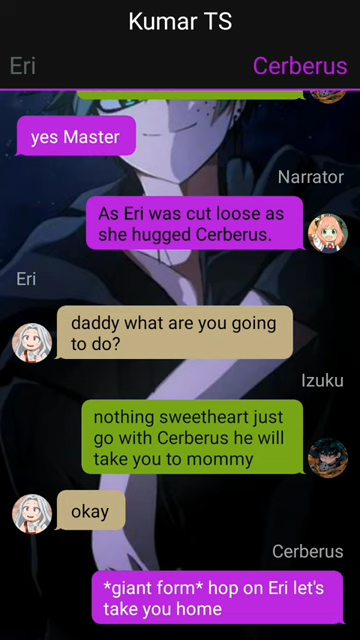 Kumar TS
Eri
Cerberus
yes Master
Narrator
As Eri was cut loose as
she hugged Cerberus.
Eri
daddy what are you going
to do?
Izuku
nothing sweetheart just
go with Cerberus he will
take you to mommy
okay
Cerberus
*giant form* hop on Eri let's
take you home